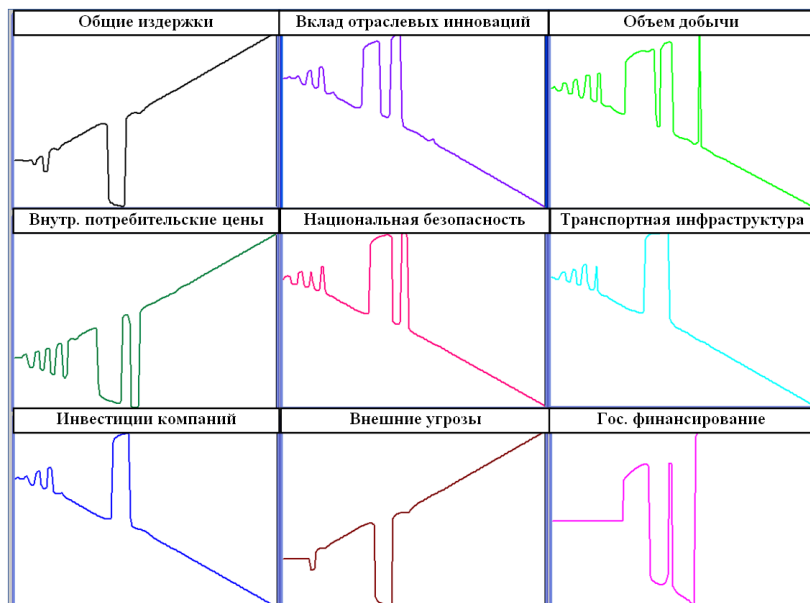 Общие издержки
Вклад отраслевых инноваций
Объем добычи
Внутр. потребительские цены
Национальная безопасность
Транспортная инфраструктура
Инвестиции компаний
Внешние угрозы
Гос. финансирование